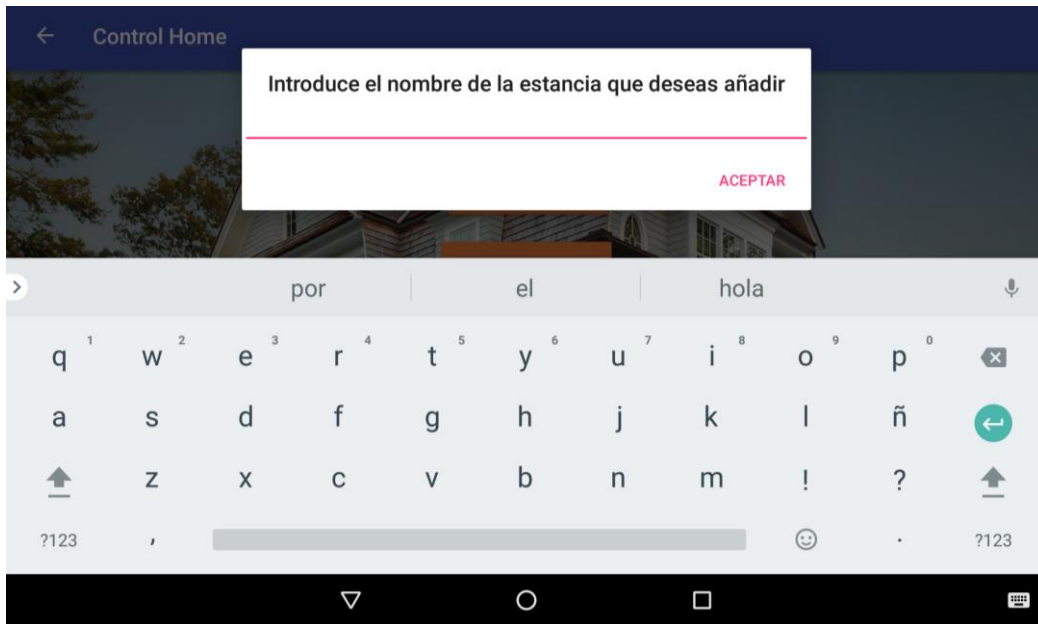 Control Home
Introduce el nombre de la estancia que deseas añadir
ACEPTAR
por el hola
q 1 w 2 e 3 r 4 t 5 y 6 u 7 i 8 o 9 p 0
a s d f g h j k l ñ
z x c v b n m ! ?
?123 , . ?123